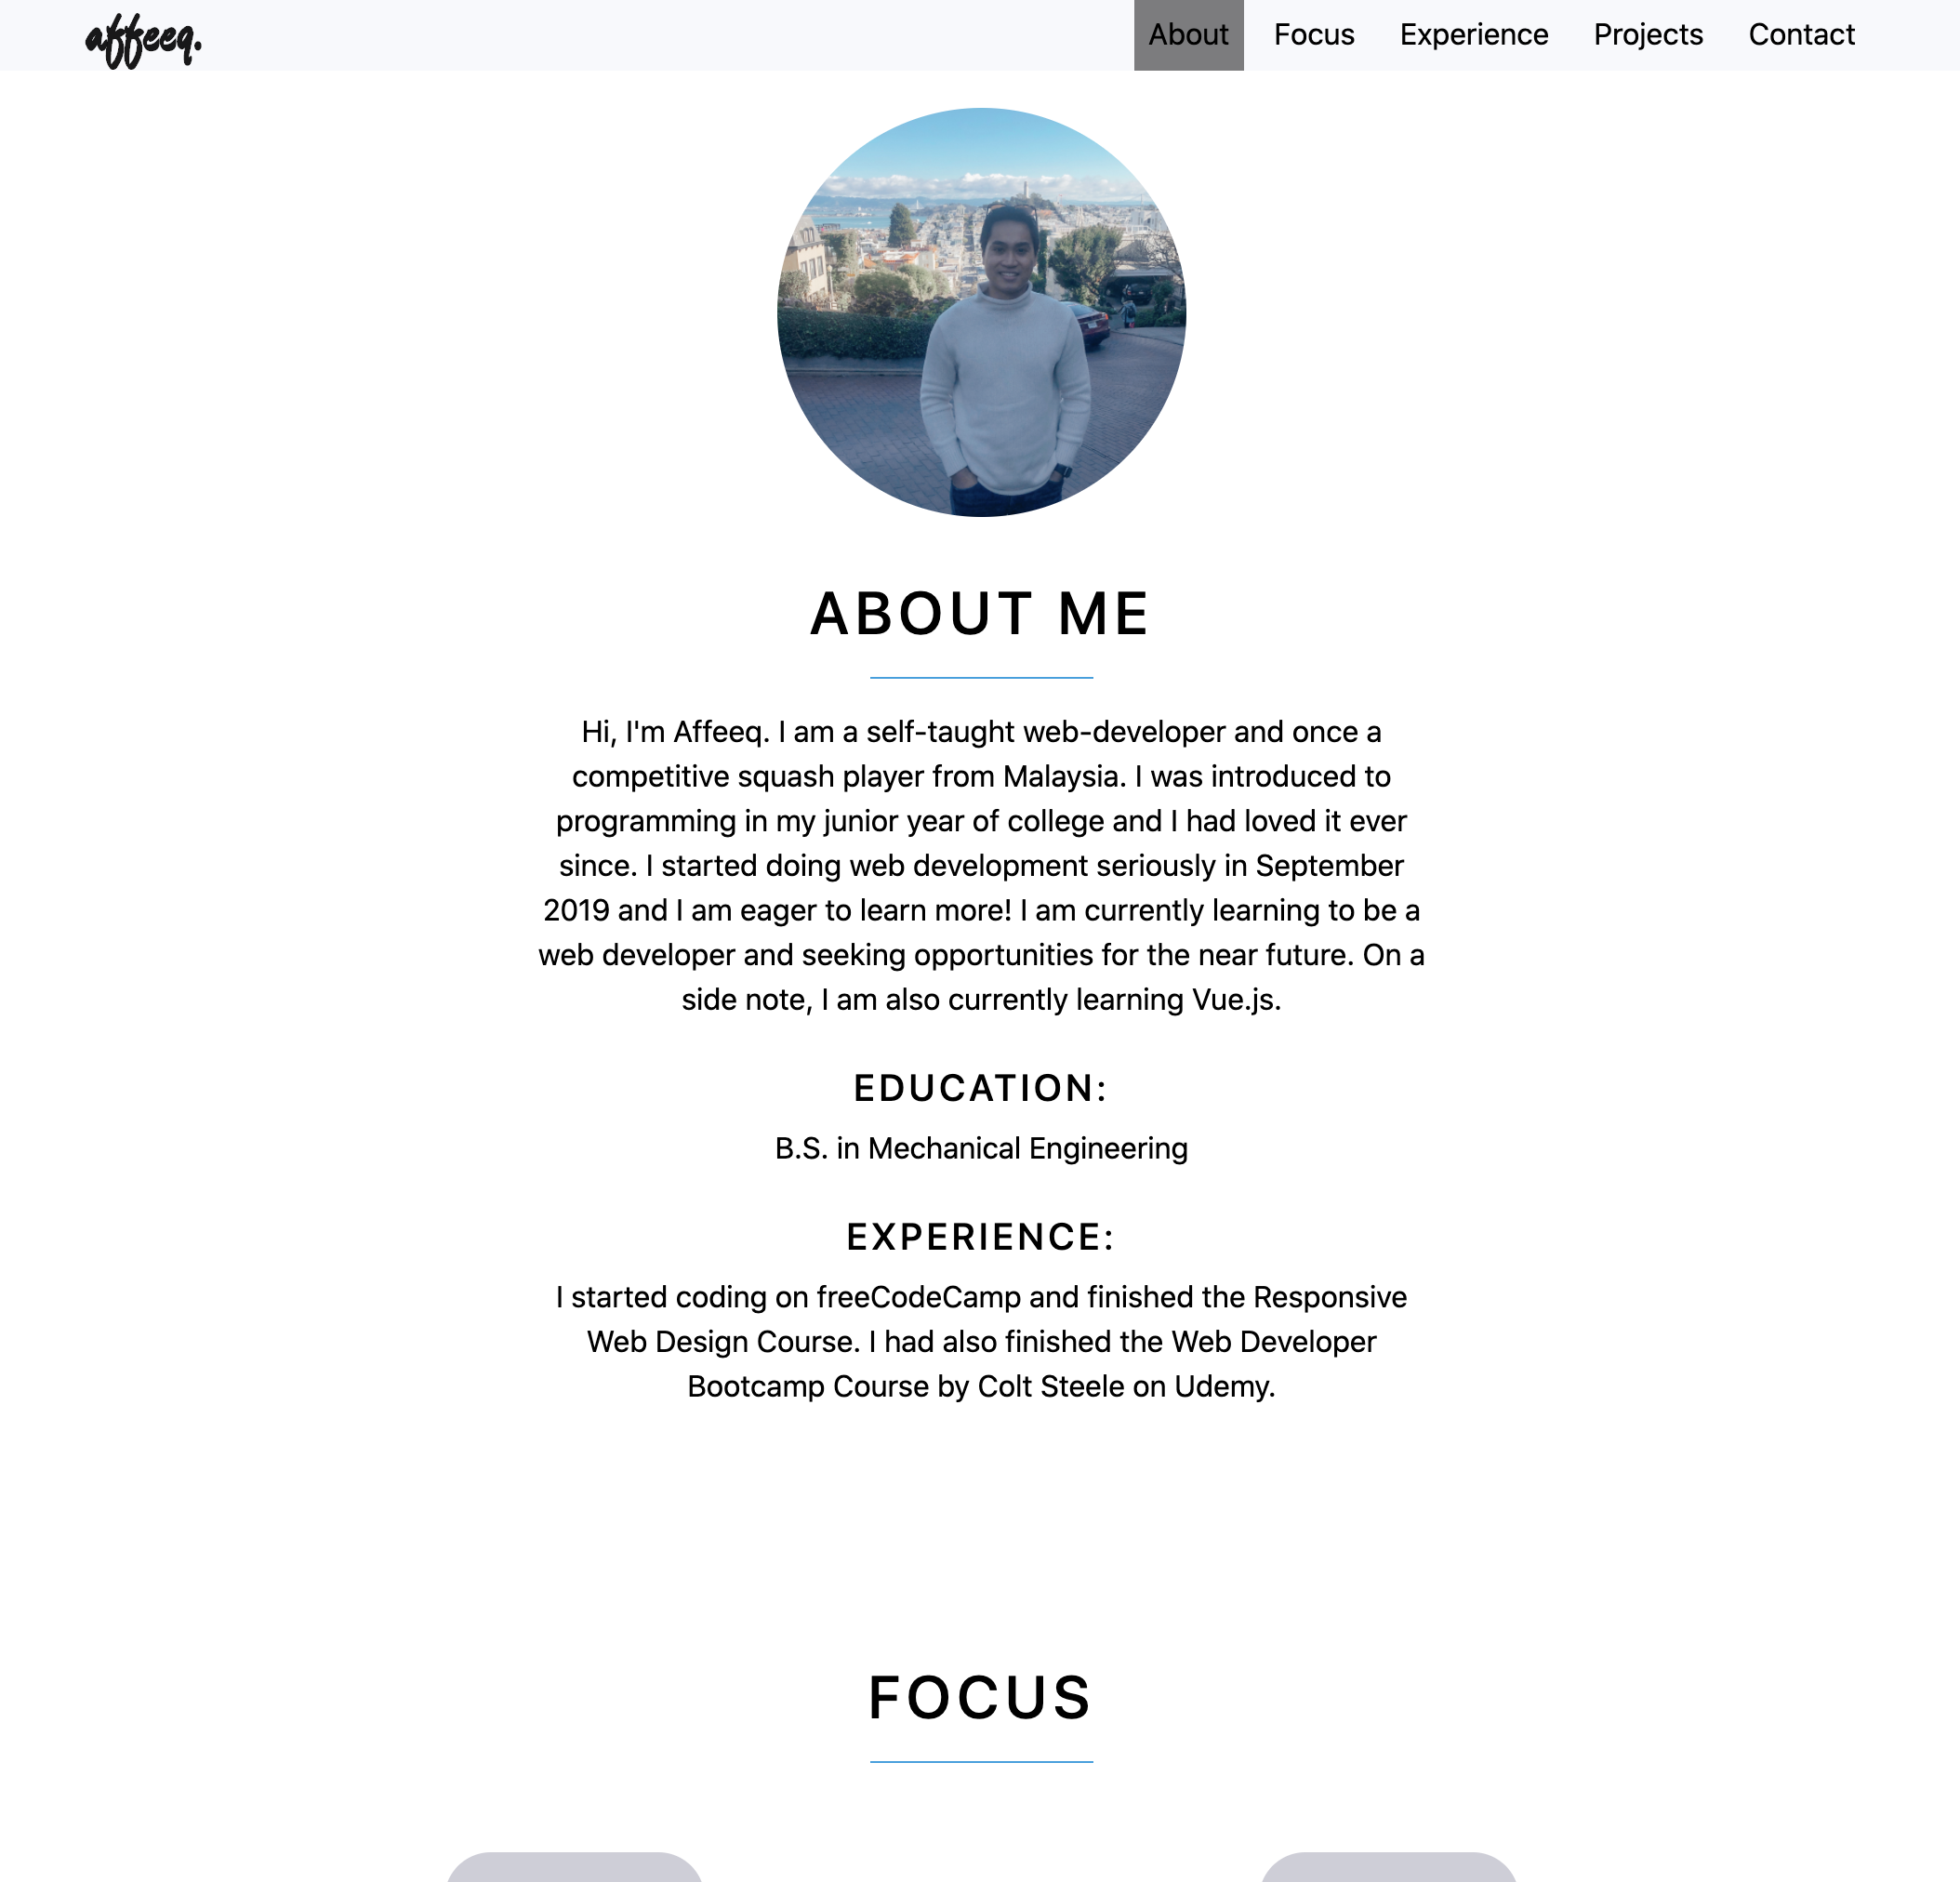 affeeq.
About Focus Experience Projects Contact
ABOUT ME
Hi, I'm Affeeq. I am a self-taught web-developer and once a
competitive squash player from Malaysia. I was introduced to
programming in my junior year of college and I had loved it ever
since. I started doing web development seriously in September
2019 and I am eager to learn more! I am currently learning to be a
web developer and seeking opportunities for the near future. On a
side note, I am also currently learning Vue.js.
EDUCATION:
B.S. in Mechanical Engineering
EXPERIENCE:
I started coding on freeCodeCamp and finished the Responsive
Web Design Course. I had also finished the Web Developer
Bootcamp Course by Colt Steele on Udemy.
FOCUS